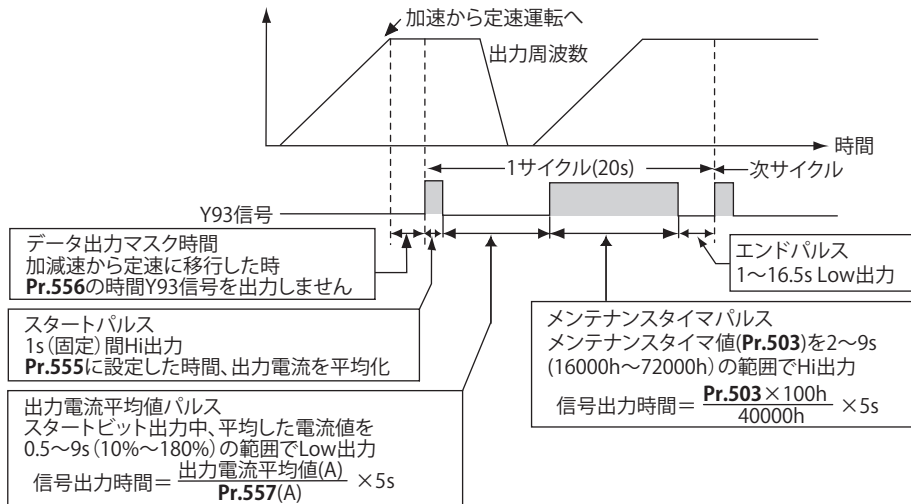 加速から定速運転へ
出力周波数
時間
1サイクル(20s)
次サイクル
Y93信号
データ出力マスク時間
加減速から定速に移行した時
Pr.556の時間Y93信号を出力しません
エンドパルス
1～16.5s Low出力
スタートパルス
1s(固定)間Hi出力
Pr.555に設定した時間、出力電流を平均化
メンテナンスタイマパルス
メンテナンスタイマ値(Pr.503)を2～9s
(16000h～72000h)の範囲でHi出力
信号出力時間＝ Pr.503×100h
40000h ×5s
出力電流平均値パルス
スタートビット出力中、平均した電流値を
0.5～9s(10%～180%)の範囲でLow出力
信号出力時間＝ 出力電流平均値(A)
Pr.557(A) ×5s